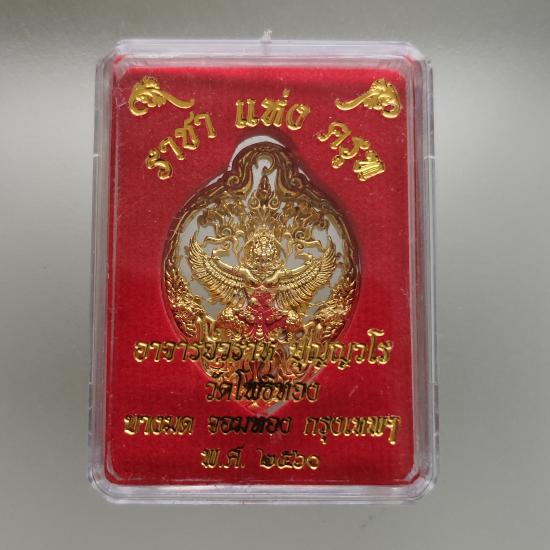 ราชา แห่ง ครุฑ
อาจารย์วราห์ ปุญญวโร
วัดโพธิทอง
บางมด จอมทอง กรุงเทพฯ
พ.ศ. ๒๕๖๐